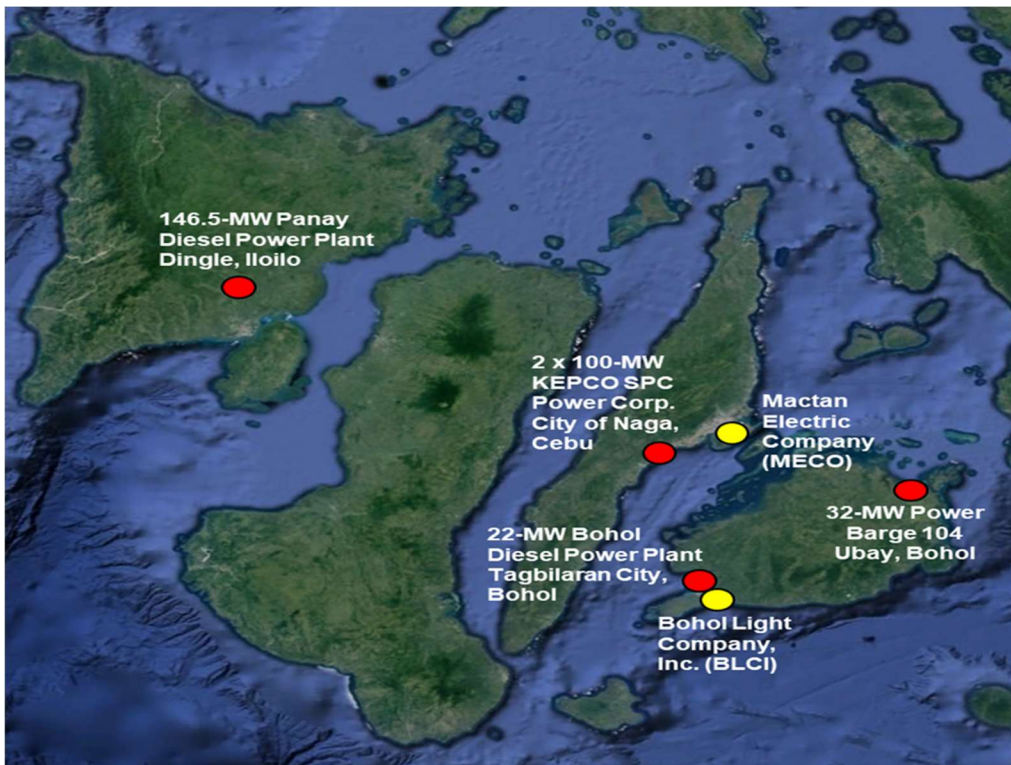 146.5-MW Panay
Diesel Power Plant
Dingle, Iloilo
2 x 100-MW
KEPCO SPC
Power Corp.
City of Naga,
Cebu
Mactan
Electric
Company
(MECO)
32-MW Power
Barge 104
Ubay, Bohol
22-MW Bohol
Diesel Power Plant
Tagbilaran City,
Bohol
Bohol Light
Company,
Inc. (BLCI)